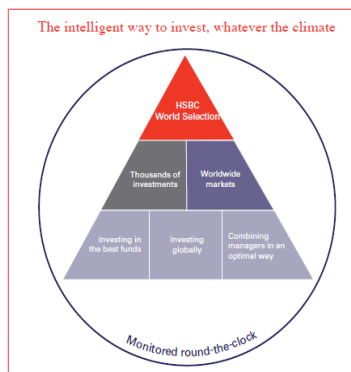 The intelligent way to invest, whatever the climate
HSBC
World Selection
Thousands of
investments
Worldwide
markets
Investing in
the best funds
Investing
globally
Combining
managers in an
optimal way
Monitored round-the-clock